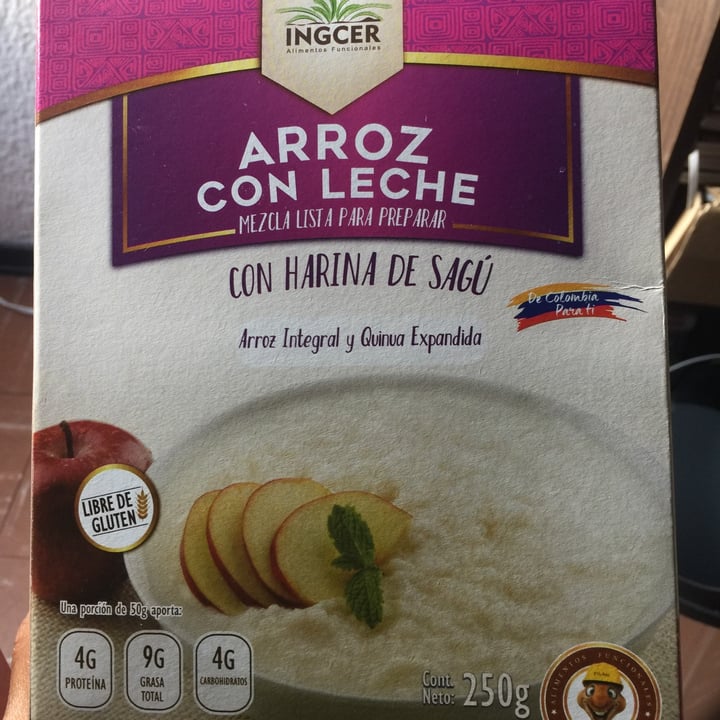 INGCER
Alimentos Funcionales
ARROZ
CON LECHE
MEZCLA LISTA PARA PREPARAR
CON HARINA DE SAGÚ
De Colombia
Para ti
Arroz Integral y Quinua Expandida
LIBRE DE
GLUTEN
Una porción de 50g aporta:
4G
PROTEÍNA
9G
GRASA
TOTAL
4G
CARBOHIDRATOS
Cont.
Neto: 250g
ALIMENTOS FUNCIONALES